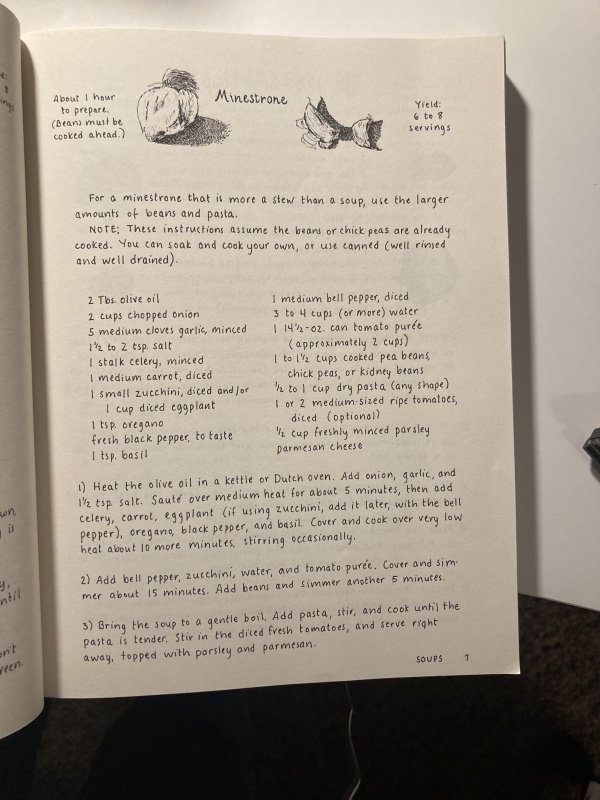 About 1 hour
to prepare.
(Beans must be
cooked ahead.)
Minestrone
Yield:
6 to 8
servings
For a minestrone that is more a stew than a soup, use the larger
amounts of beans and pasta.
NOTE: These instructions assume the beans or chick peas are already
cooked. You can soak and cook your own, or use canned (well rinsed
and well drained).
2 Tbs. olive oil
2 cups chopped onion
5 medium cloves garlic, minced
1½ to 2 tsp. salt
1 stalk celery, minced
1 medium carrot, diced
1 small zucchini, diced and/or
1 cup diced eggplant
1 tsp. oregano
fresh black pepper, to taste
1 tsp. basil
1 medium bell pepper, diced
3 to 4 cups (or more) water
1 14½-oz. can tomato purée
(approximately 2 cups)
1 to 1½ cups cooked pea beans,
chick peas, or kidney beans
½ to 1 cup dry pasta (any shape)
1 or 2 medium-sized ripe tomatoes,
diced (optional)
½ cup freshly minced parsley
parmesan cheese
1) Heat the olive oil in a kettle or Dutch oven. Add onion, garlic, and
1½ tsp. salt. Sauté over medium heat for about 5 minutes, then add
celery, carrot, eggplant (if using zucchini, add it later, with the bell
pepper), oregano, black pepper, and basil. Cover and cook over very low
heat about 10 more minutes, stirring occasionally.
2) Add bell pepper, zucchini, water, and tomato purée. Cover and sim-
mer about 15 minutes. Add beans and simmer another 5 minutes.
3) Bring the soup to a gentle boil. Add pasta, stir, and cook until the
pasta is tender. Stir in the diced fresh tomatoes, and serve right
away, topped with parsley and parmesan.
SOUPS 7